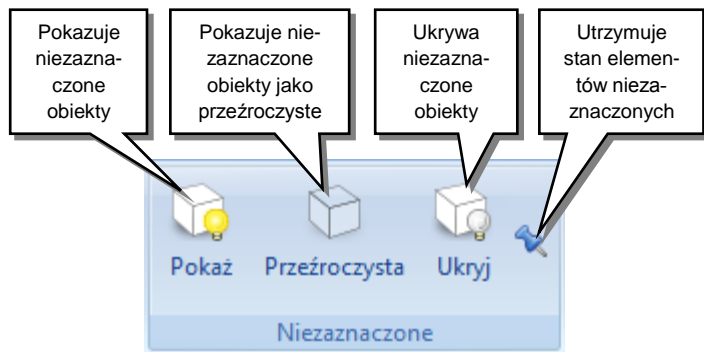 Pokazuje
niezazna-
czone
obiekty
Pokazuje nie-
zaznaczone
obiekty jako
przeźroczyste
Ukrywa
niezazna-
czone
obiekty
Utrzymuje
stan elemen-
tów nieza-
znaczonych
Pokaż
Przeźroczysta
Ukryj
Niezaznaczone